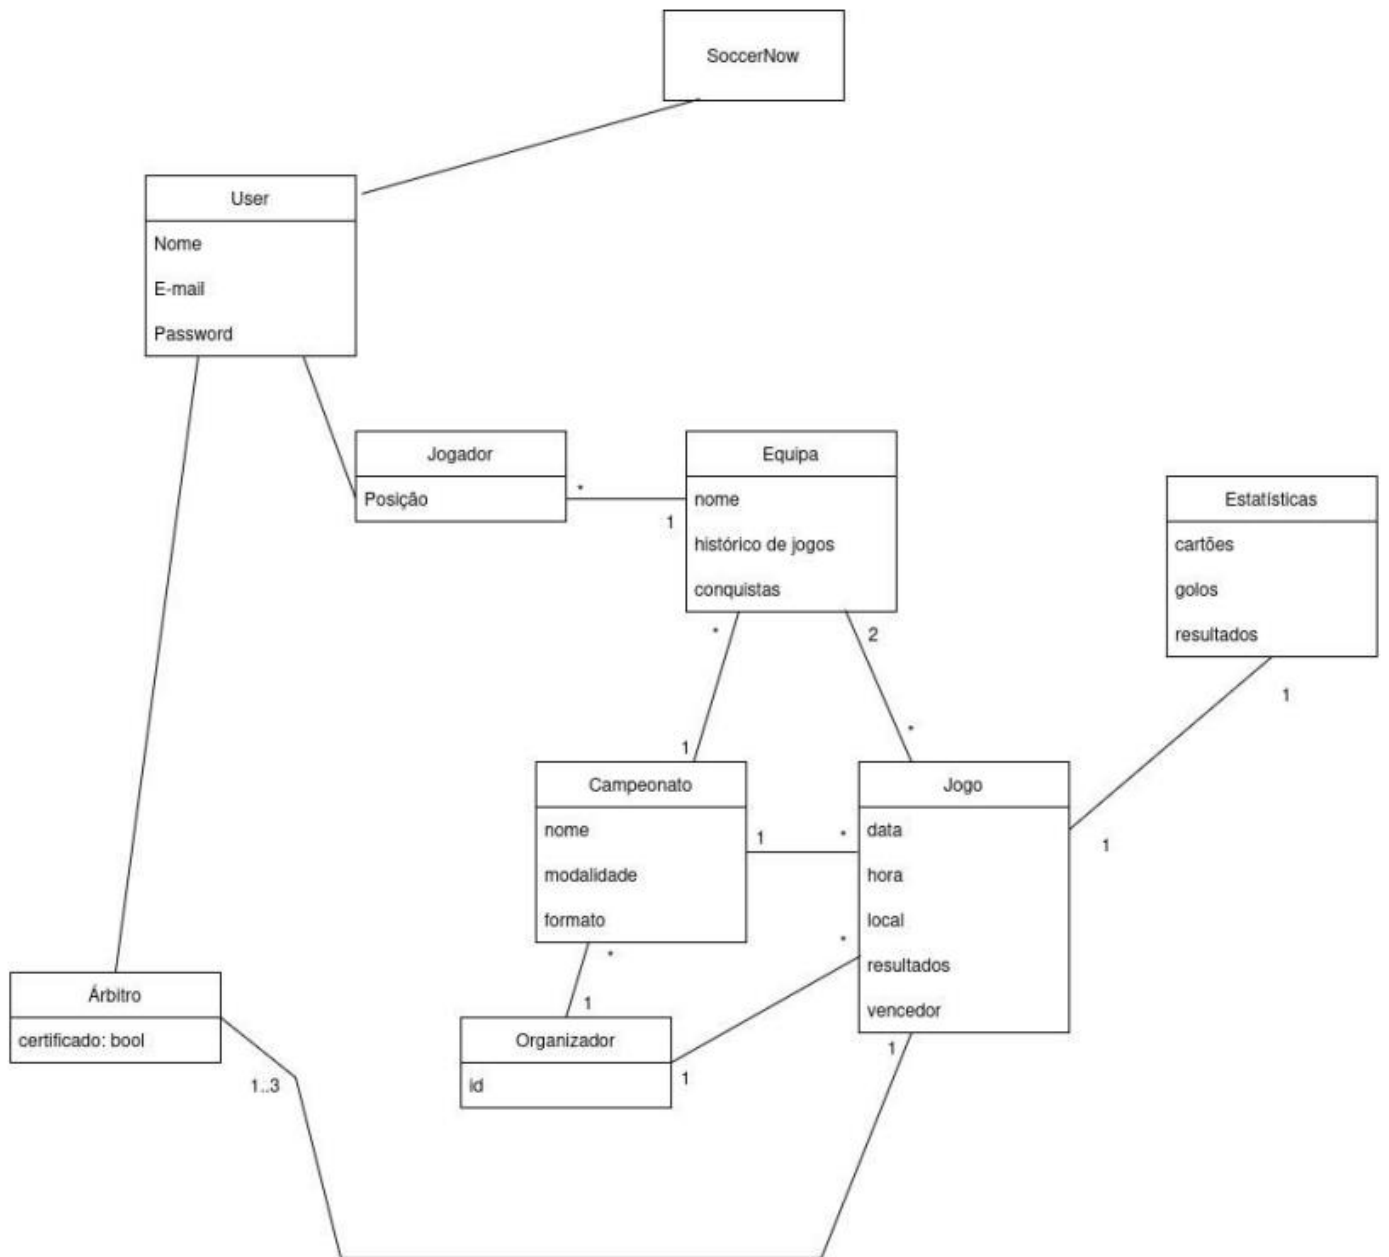 SoccerNow
User
Nome
E-mail
Password
Jogador
Posição
*
1
Equipa
nome
histórico de jogos
conquistas
*
2
Estatísticas
cartões
golos
resultados
1
*
1
Campeonato
nome
modalidade
formato
1
*
Jogo
data
hora
local
resultados
vencedor
1
*
*
1
Árbitro
certificado: bool
1..3
Organizador
id
1
1